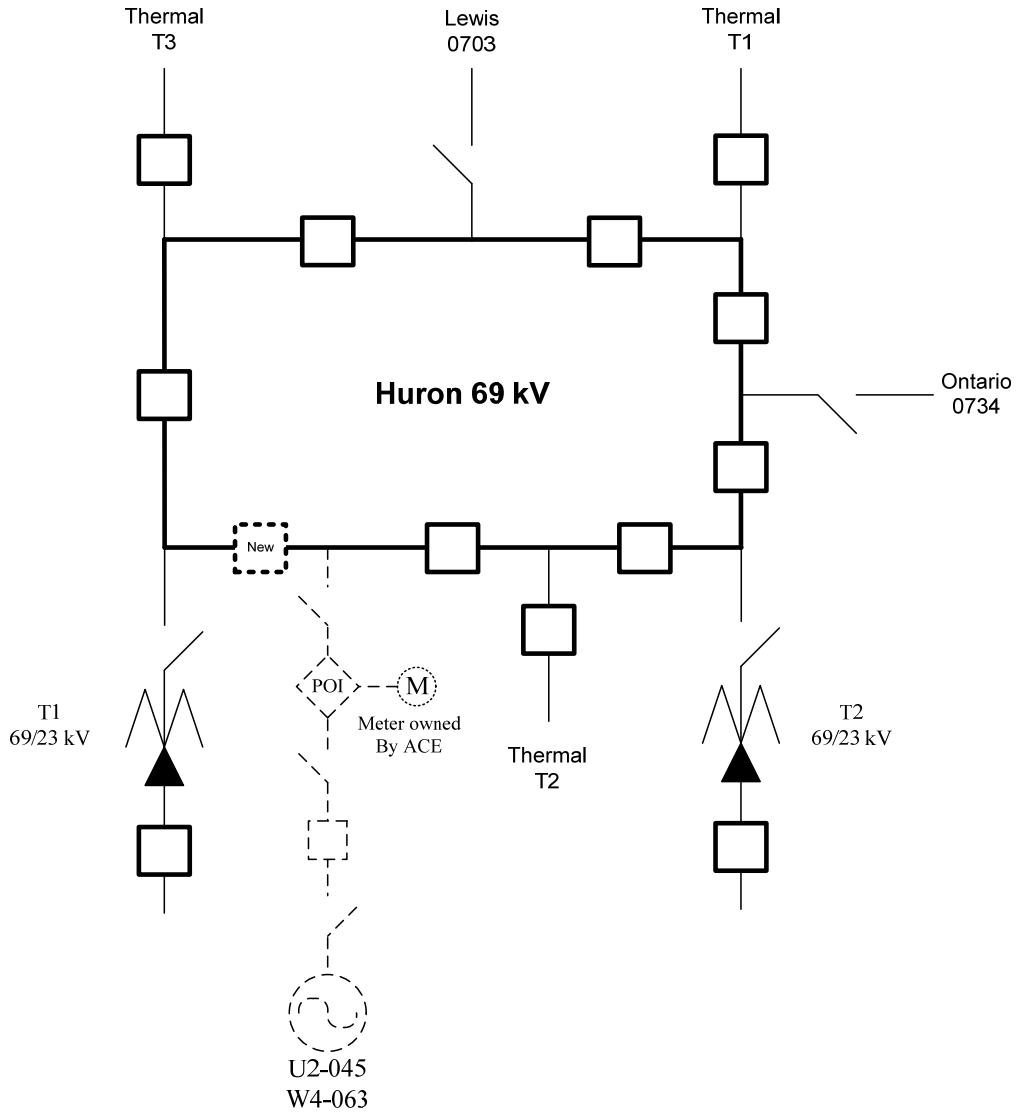 Thermal
T3
Lewis
0703
Thermal
T1
Huron 69 kV
Ontario
0734
New
POI
M
Meter owned
By ACE
T1
69/23 kV
T2
69/23 kV
Thermal
T2
U2-045
W4-063